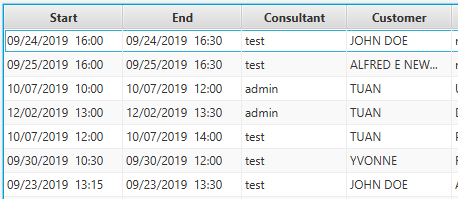 Start End Consultant Customer
09/24/2019 16:00 09/24/2019 16:30 test JOHN DOE
09/25/2019 16:00 09/25/2019 16:30 test ALFRED E NEW...
10/07/2019 10:00 10/07/2019 12:00 admin TUAN
12/02/2019 13:00 12/02/2019 13:30 admin TUAN
10/07/2019 12:00 10/07/2019 14:00 test TUAN
09/30/2019 10:30 09/30/2019 12:00 test YVONNE
09/23/2019 13:15 09/23/2019 13:30 test JOHN DOE